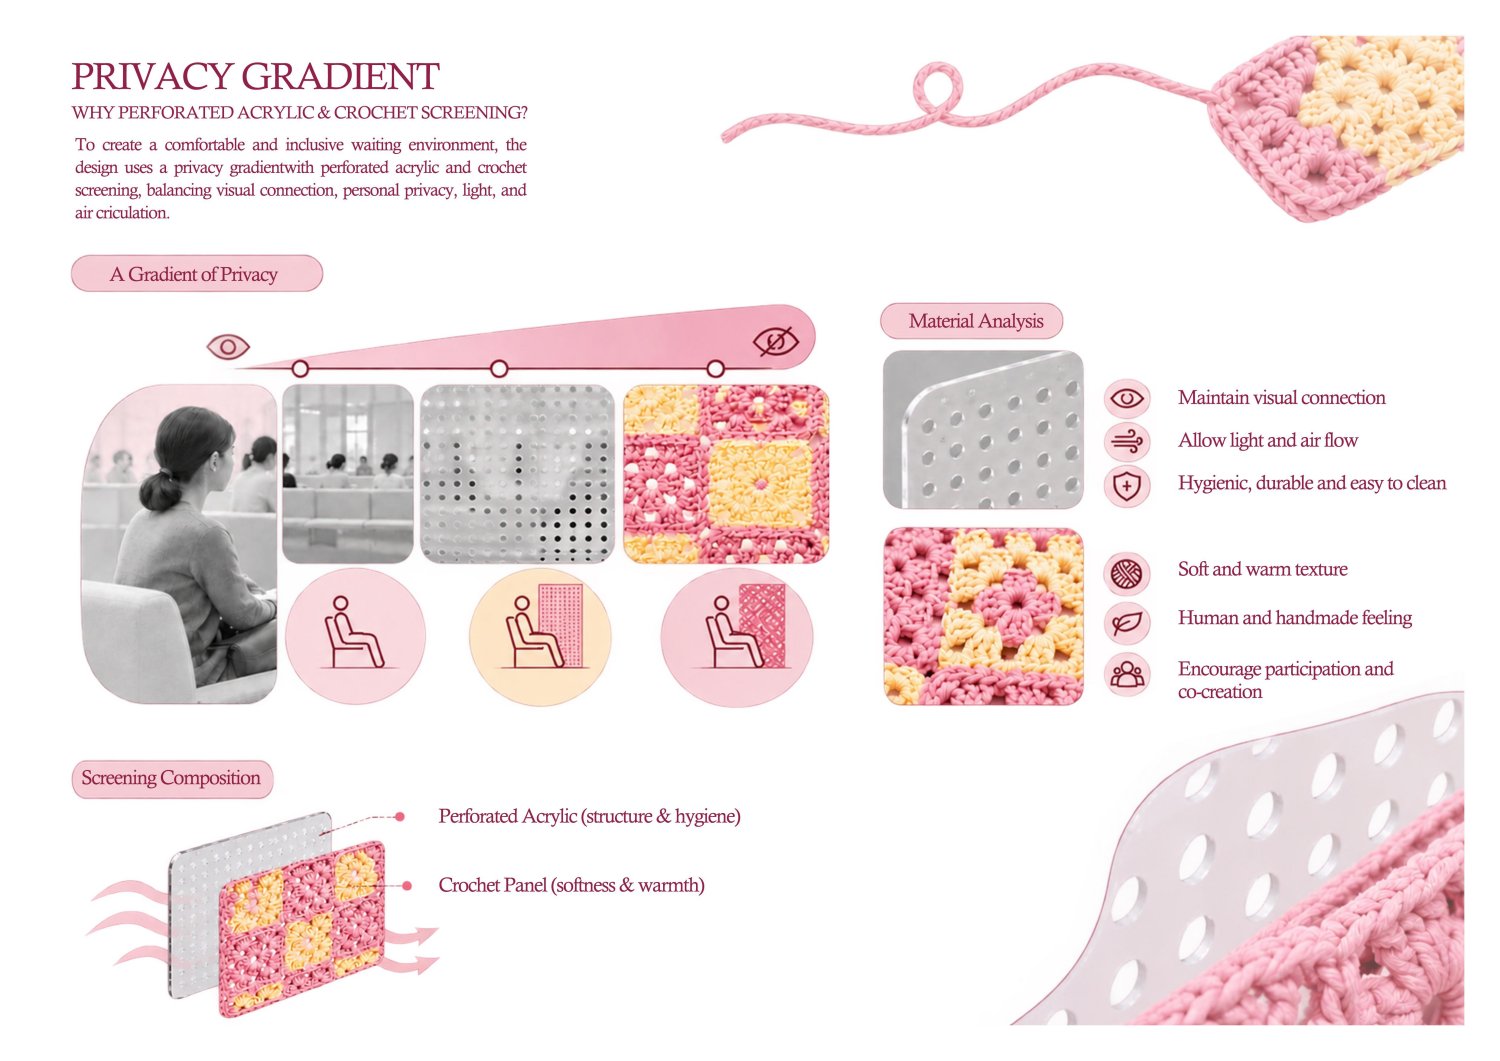 PRIVACY GRADIENT
WHY PERFORATED ACRYLIC & CROCHET SCREENING?
To create a comfortable and inclusive waiting environment, the
design uses a privacy gradientwith perforated acrylic and crochet
screening, balancing visual connection, personal privacy, light, and
air criculation.
A Gradient of Privacy
Material Analysis
Maintain visual connection
Allow light and air flow
Hygienic, durable and easy to clean
Soft and warm texture
Human and handmade feeling
Encourage participation and
co-creation
Screening Composition
Perforated Acrylic (structure & hygiene)
Crochet Panel (softness & warmth)